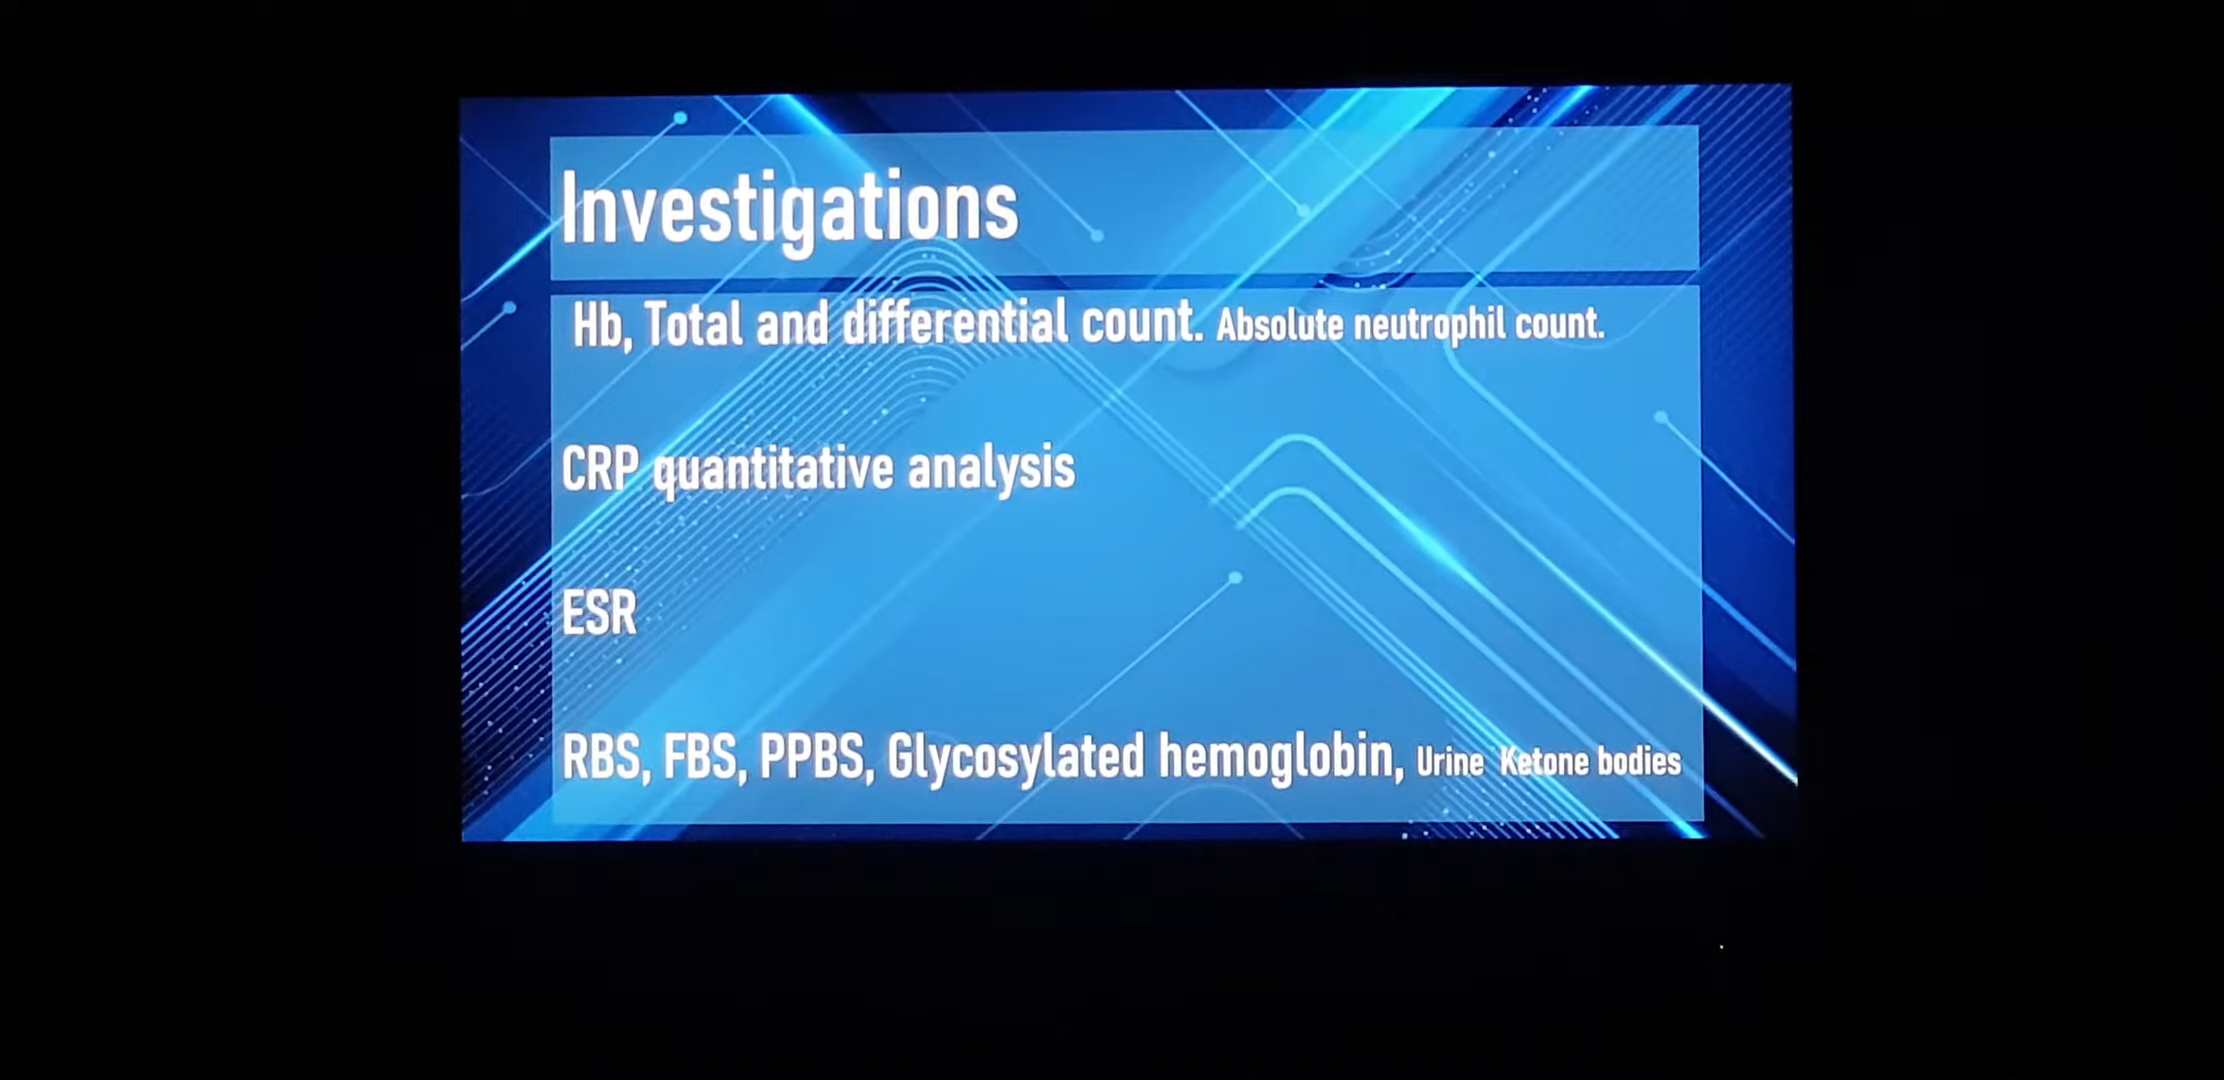 Investigations
Hb, Total and differential count. Absolute neutrophil count.
CRP quantitative analysis
ESR
RBS, FBS, PPBS, Glycosylated hemoglobin, Urine Ketone bodies